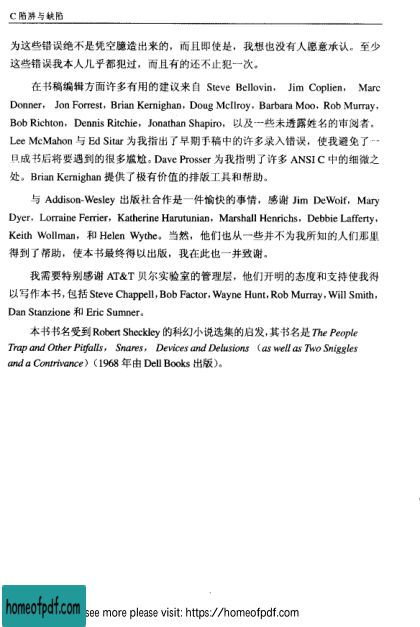 C 陷阱与缺陷
为这些错误绝不是凭空臆造出来的，而且即使是，我想也没有人愿意承认。至少
这些错误我本人几乎都犯过，而且有的还不止犯一次。
在书稿编辑方面许多有用的建议来自 Steve Bellovin， Jim Coplien， Marc
Donner， Jon Forrest, Brian Kernighan, Doug McIlroy, Barbara Moo, Rob Murray,
Bob Richton, Dennis Ritchie, Jonathan Shapiro，以及一些未透露姓名的审阅者。
Lee McMahon 与 Ed Sitar 为我指出了早期手稿中的许多录入错误，使我避免了一
旦成书后将要遇到的很多尴尬。Dave Prosser 为我指明了许多 ANSI C 中的细微之
处。Brian Kernighan 提供了极有价值的排版工具和帮助。
与 Addison-Wesley 出版社合作是一件愉快的事情，感谢 Jim DeWolf, Mary
Dyer, Lorraine Ferrier, Katherine Harutunian, Marshall Henrichs, Debbie Lafferty,
Keith Wollman，和 Helen Wythe。当然，他们也从一些并不为我所知的人们那里
得到了帮助，使本书最终得以出版，我在此也一并致谢。
我需要特别感谢 AT&T 贝尔实验室的管理层，他们开明的态度和支持使我得
以写作本书，包括 Steve Chappell, Bob Factor, Wayne Hunt, Rob Murray, Will Smith,
Dan Stanzione 和 Eric Sumner。
本书书名受到 Robert Sheckley 的科幻小说选集的启发，其书名是 The People
Trap and Other Pitfalls， Snares， Devices and Delusions （as well as Two Sniggles
and a Contrivance）（1968 年由 Dell Books 出版）。
homeofpdf.com see more please visit: https://homeofpdf.com